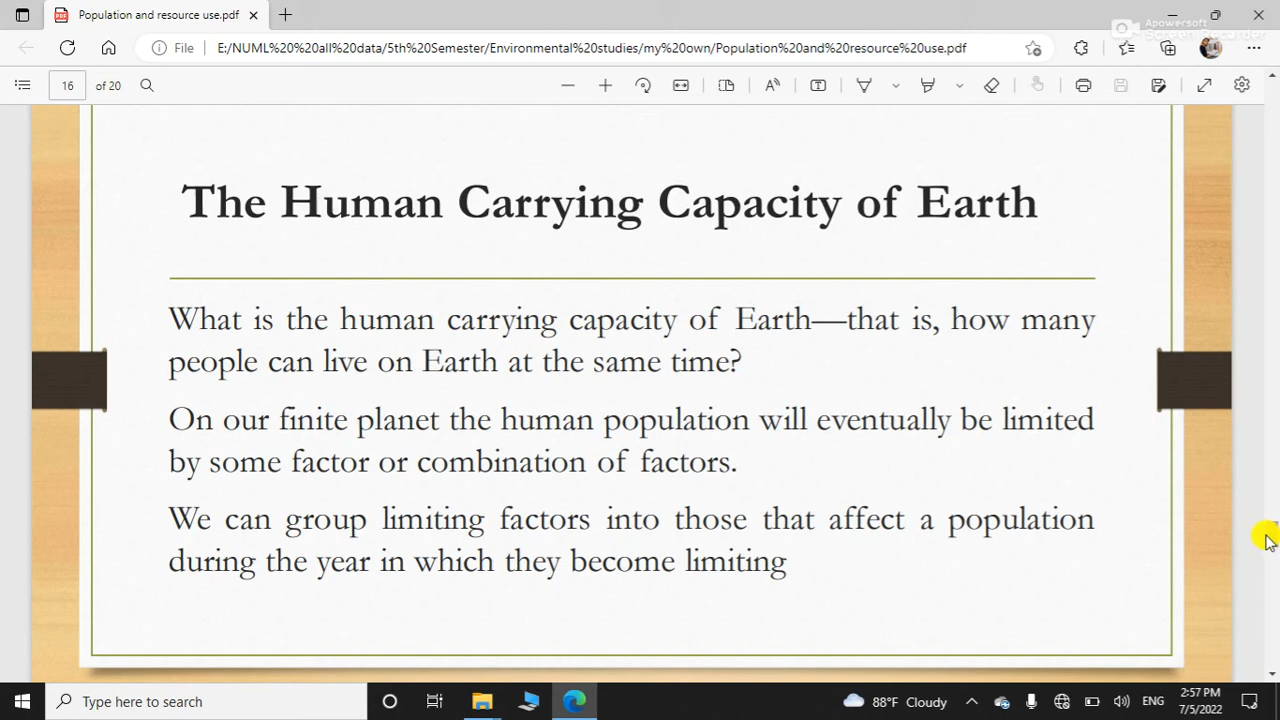 Population and resource use.pdf
Apowersoft
Screen Recorder
File E:/NUML%20%20all%20data/5th%20Semester/Environmental%20studies/my%20own/Population%20and%20resource%20use.pdf
16 of 20
The Human Carrying Capacity of Earth
What is the human carrying capacity of Earth—that is, how many
people can live on Earth at the same time?
On our finite planet the human population will eventually be limited
by some factor or combination of factors.
We can group limiting factors into those that affect a population
during the year in which they become limiting
Type here to search
88°F Cloudy
ENG
2:57 PM
7/5/2022